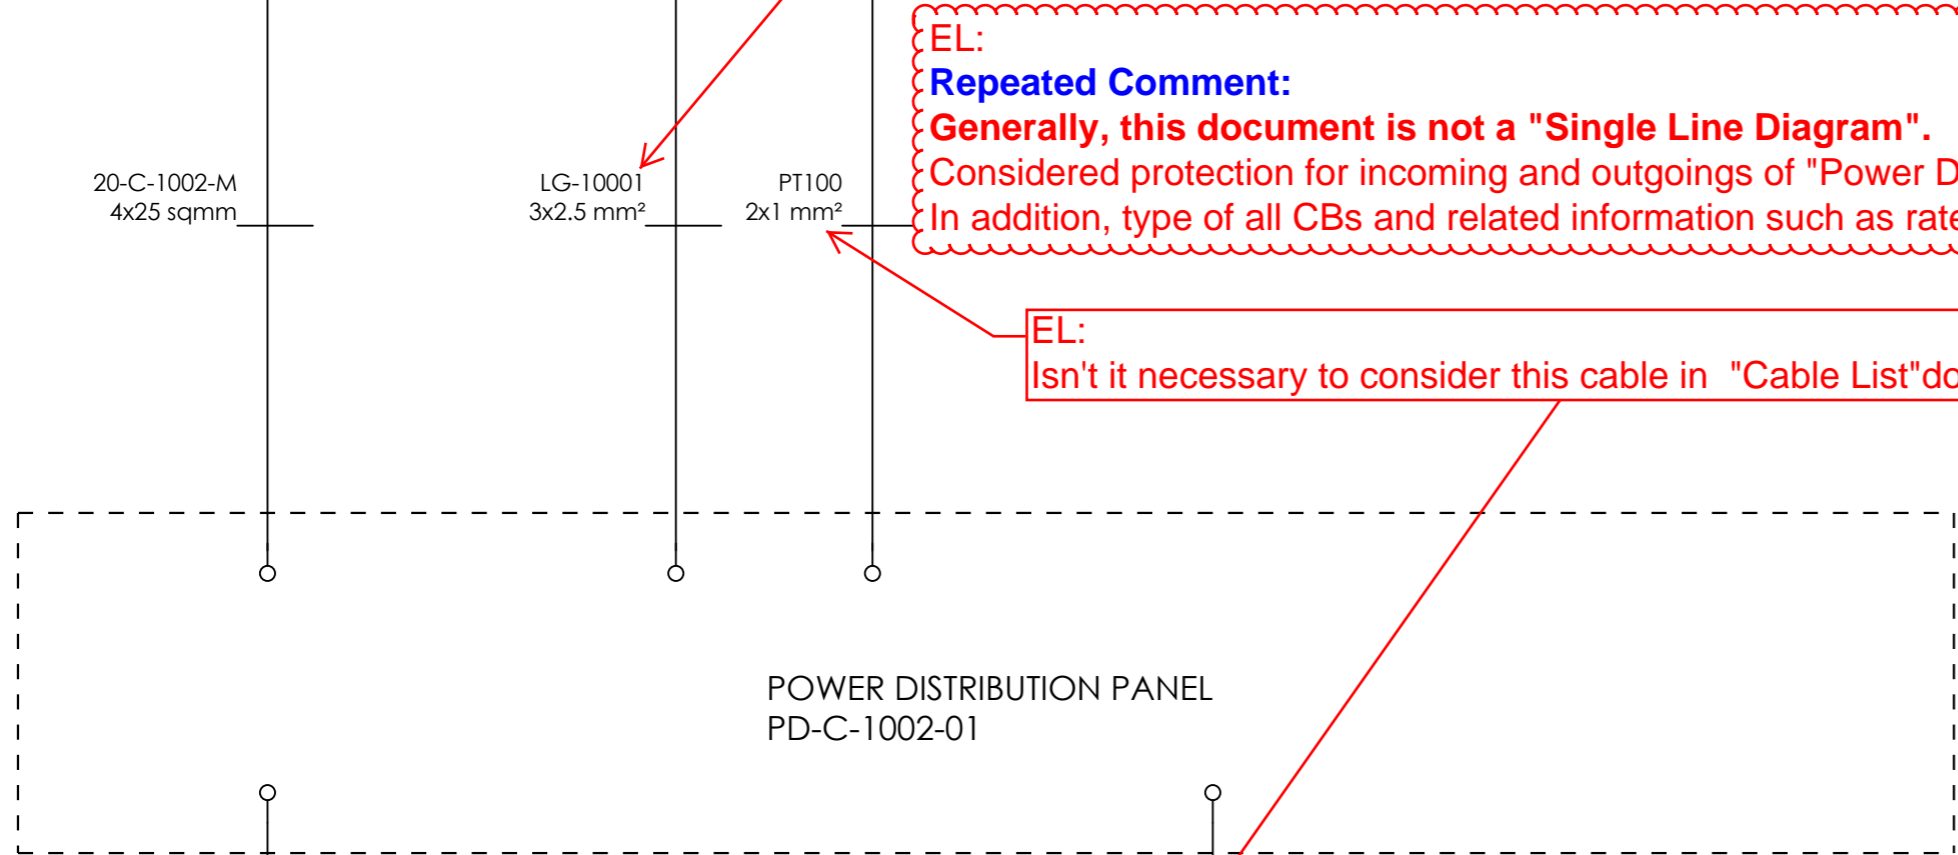 EL:
Repeated Comment:
Generally, this document is not a "Single Line Diagram".
Considered protection for incoming and outgoings of "Power
In addition, type of all CBs and related information such as
20-C-1002-M
4x25 sqmm
LG-10001
3x2.5 mm²
PT100
2x1 mm²
EL:
Isn't it necessary to consider this cable in "Cable List"
POWER DISTRIBUTION PANEL
PD-C-1002-01